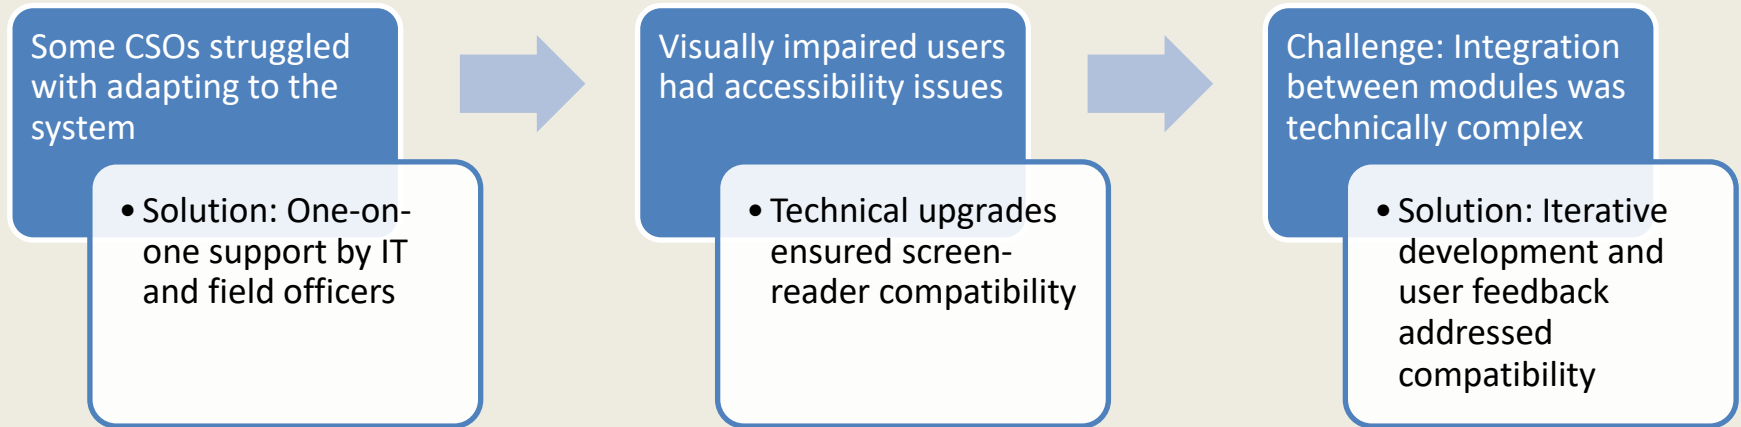 Some CSOs struggled
with adapting to the
system
• Solution: One-on-
one support by IT
and field officers
Visually impaired users
had accessibility issues
• Technical upgrades
ensured screen-
reader compatibility
Challenge: Integration
between modules was
technically complex
• Solution: Iterative
development and
user feedback
addressed
compatibility